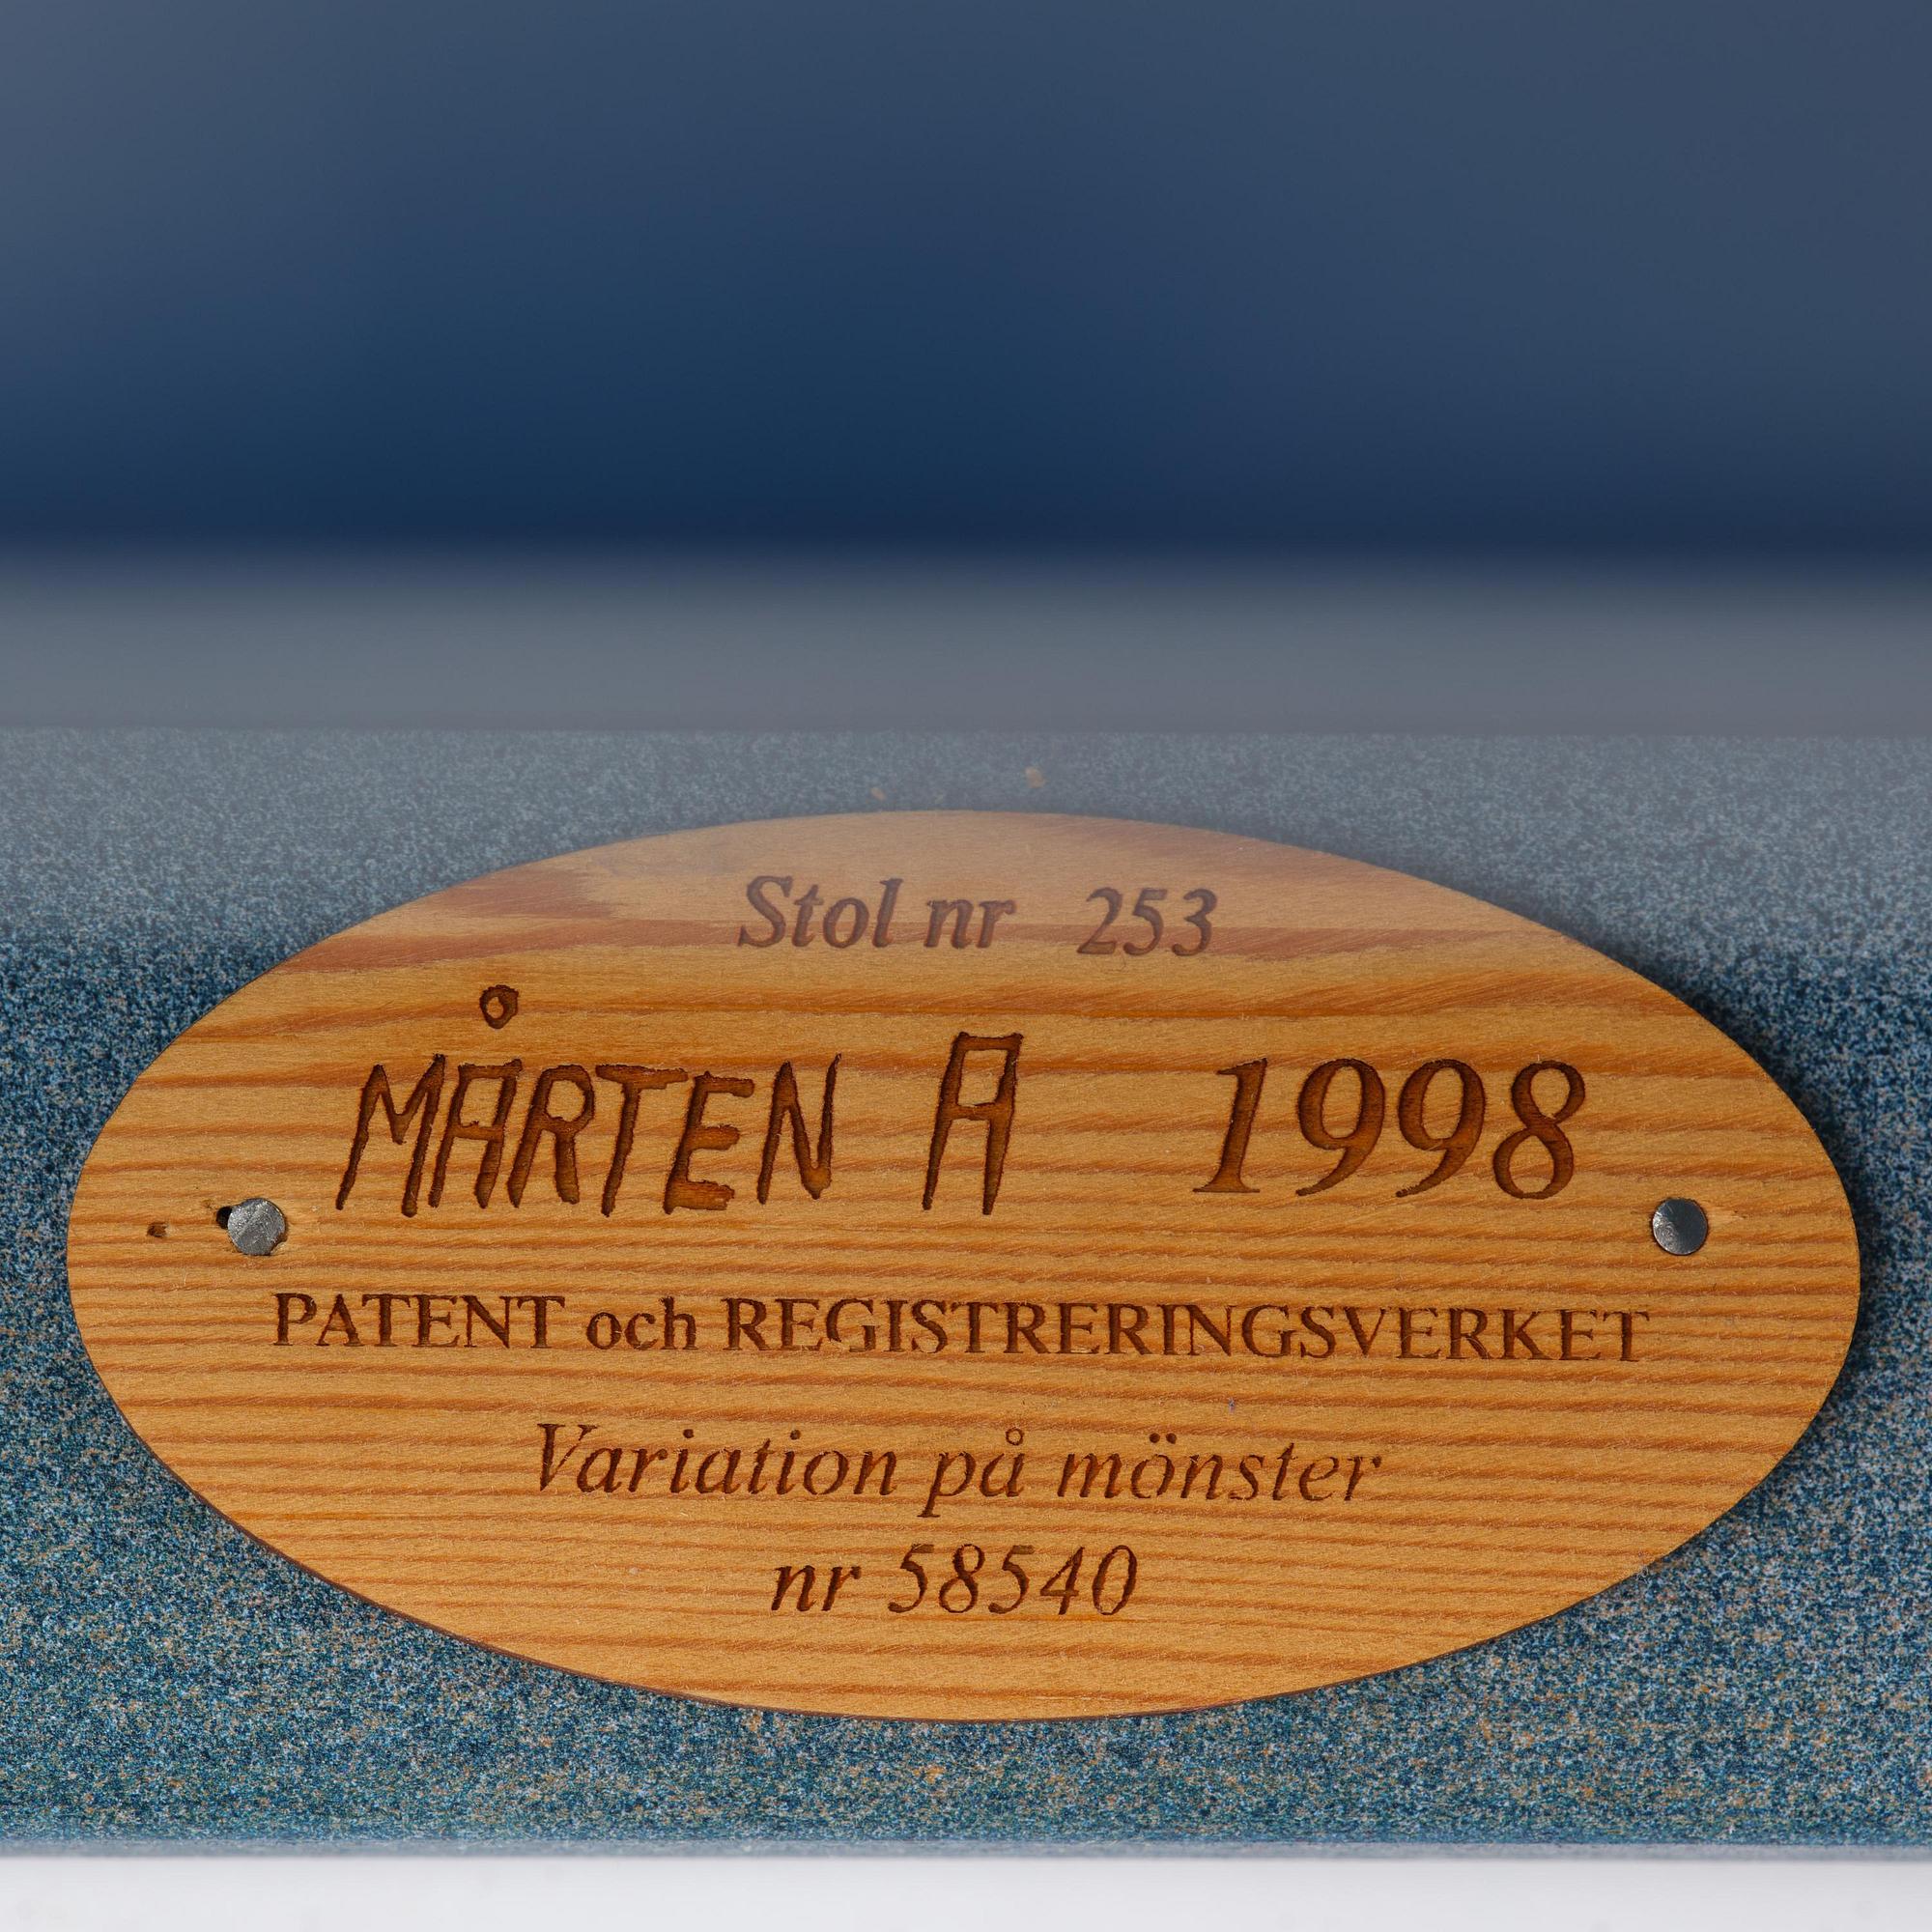 Stol nr 253
MÅRTEN A 1998
PATENT och REGISTRERINGSVERKET
Variation på mönster
nr 58540